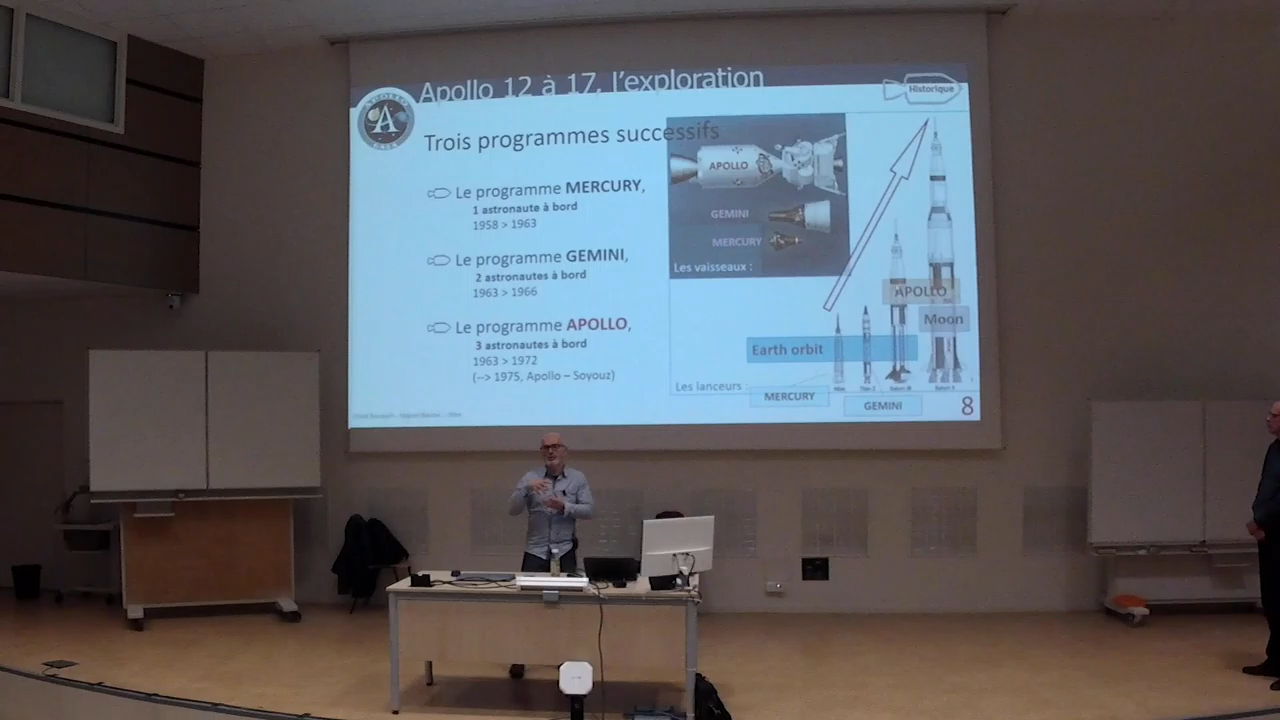 Apollo 12 à 17, l'exploration
Historique
A
Trois programmes successifs
Le programme MERCURY,
1 astronaute à bord
1958 > 1963
Le programme GEMINI,
2 astronautes à bord
1963 > 1966
Le programme APOLLO,
3 astronautes à bord
1963 > 1972
(--> 1975, Apollo – Soyouz)
APOLLO
GEMINI
MERCURY
Les vaisseaux :
APOLLO
Moon
Earth orbit
Les lanceurs :
MERCURY
GEMINI
8